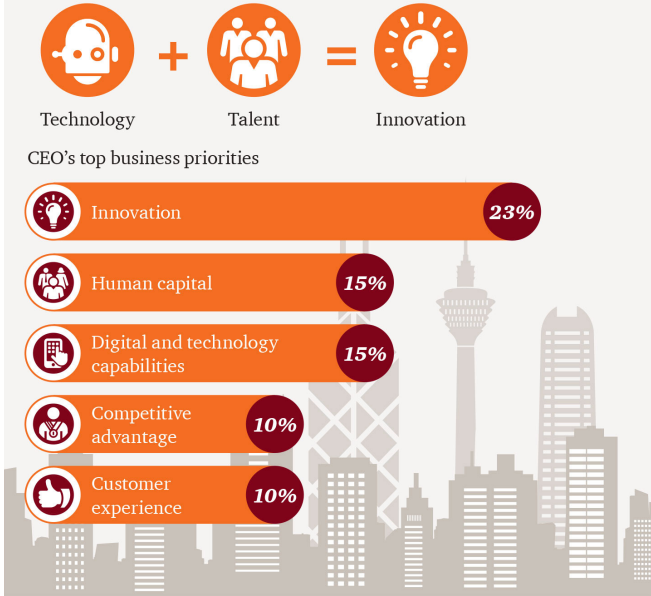 Technology + Talent = Innovation
CEO's top business priorities
Innovation 23%
Human capital 15%
Digital and technology
capabilities
15%
Competitive
advantage
10%
Customer
experience
10%